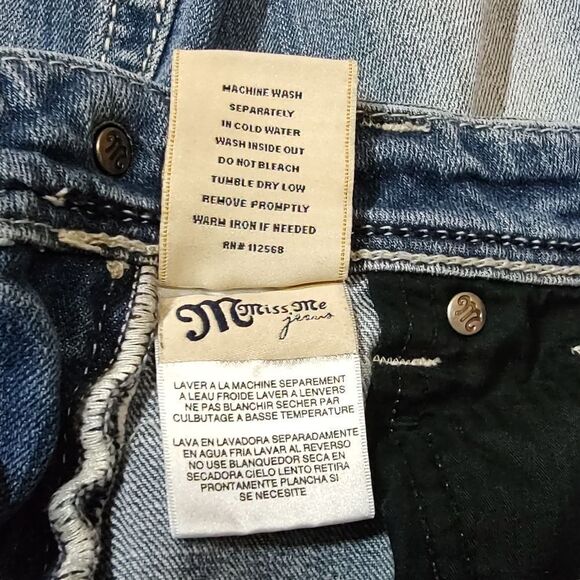 MACHINE WASH
SEPARATELY
IN COLD WATER
WASH INSIDE OUT
DO NOT BLEACH
TUMBLE DRY LOW
REMOVE PROMPTLY
WARM IRON IF NEEDED
RN# 112568
M Miss Me
jeans
LAVER A LA MACHINE SEPAREMENT
A LEAU FROIDE LAVER A LENVERS
NE PAS BLANCHIR SECHER PAR
CULBUTAGE A BASSE TEMPERATURE
LAVA EN LAVADORA SEPARADAMENTE
EN AGUA FRIA LAVAR AL REVERSO
NO USE BLANQUEDOR SECA EN
SECADORA CIELO LENTO RETIRA
PRONTAMENTE PLANCHA SI
SE NECESITE
M
M